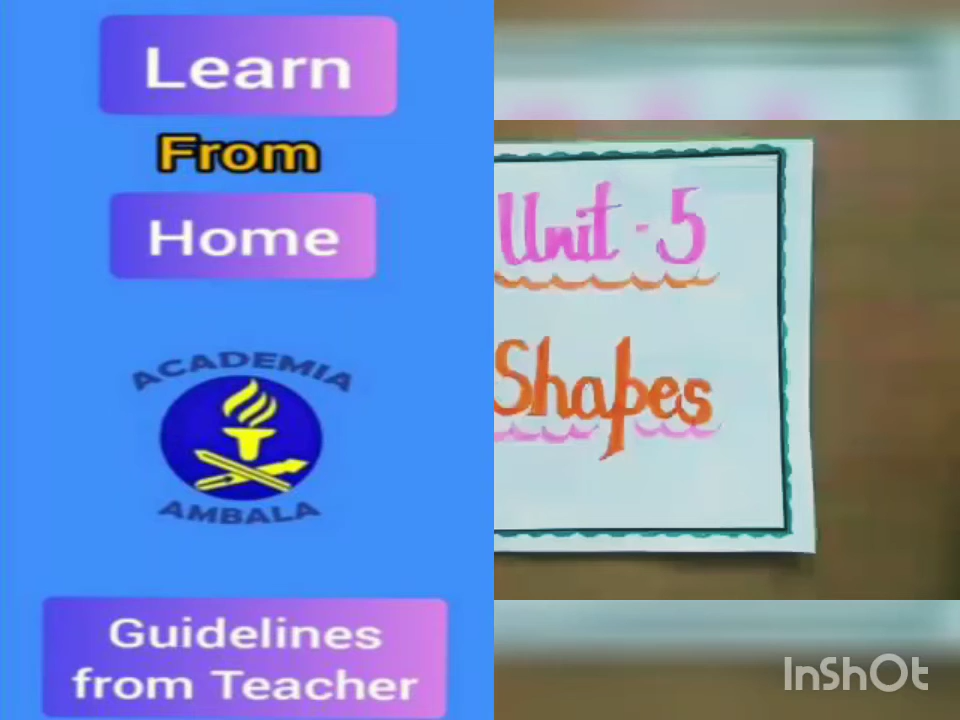 Learn
From
Home
ACADEMIA
AMBALA
Guidelines
from Teacher
Unit - 5
Shapes
InShOt